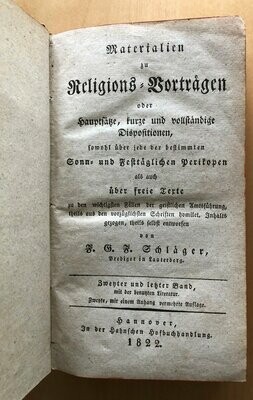 Materialien
zu
Religions-Vorträgen
oder
Hauptsätze, kurze und vollständige
Dispositionen,
sowohl über jede der bestimmten
Sonn- und Festtäglichen Perikopen
als auch
über freie Texte
zu den wichtigsten Fällen der geistlichen Amtsführung,
theils aus den vorzüglichsten Schriften homilet. Inhalts
gezogen, theils selbst entworfen
von
F. G. F. Schläger,
Prediger in Lauterberg.
Zweyter und letzter Band,
mit der benutzten Literatur.
Zweyte, mit einem Anhang vermehrte Auflage.
Hannover,
In der Hahnschen Hofbuchhandlung.
1822.